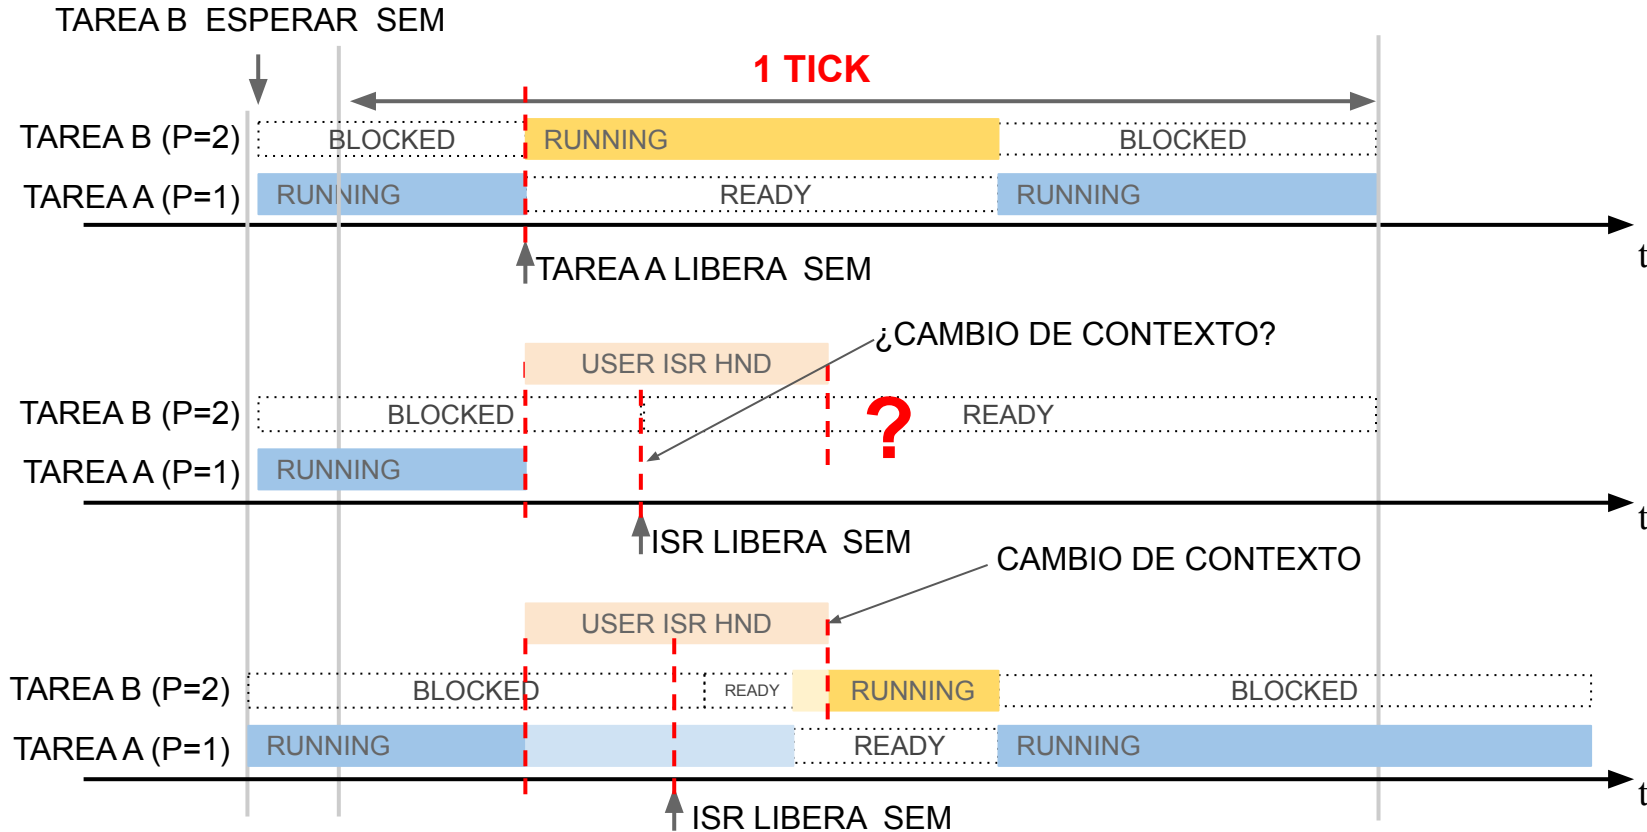 TAREA B ESPERAR SEM
1 TICK
TAREA B (P=2) BLOCKED RUNNING BLOCKED
TAREA A (P=1) RUNNING READY RUNNING
t
TAREA A LIBERA SEM
¿CAMBIO DE CONTEXTO?
USER ISR HND
TAREA B (P=2) BLOCKED ? READY
TAREA A (P=1) RUNNING
t
ISR LIBERA SEM
CAMBIO DE CONTEXTO
USER ISR HND
TAREA B (P=2) BLOCKED READY RUNNING BLOCKED
TAREA A (P=1) RUNNING READY RUNNING
t
ISR LIBERA SEM